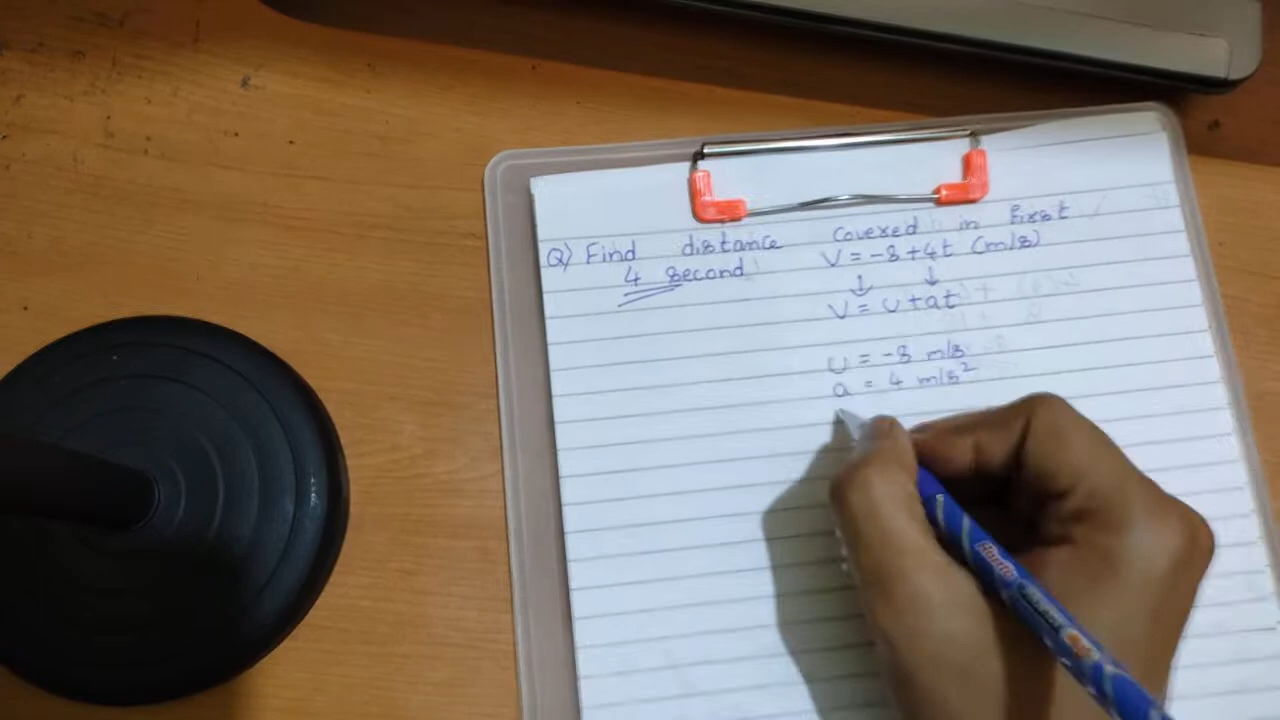 Q) Find distance covered in first
4 second V = -8 + 4t (m/s)
↓ ↓
V = u + at
u = -8 m/s
a = 4 m/s²